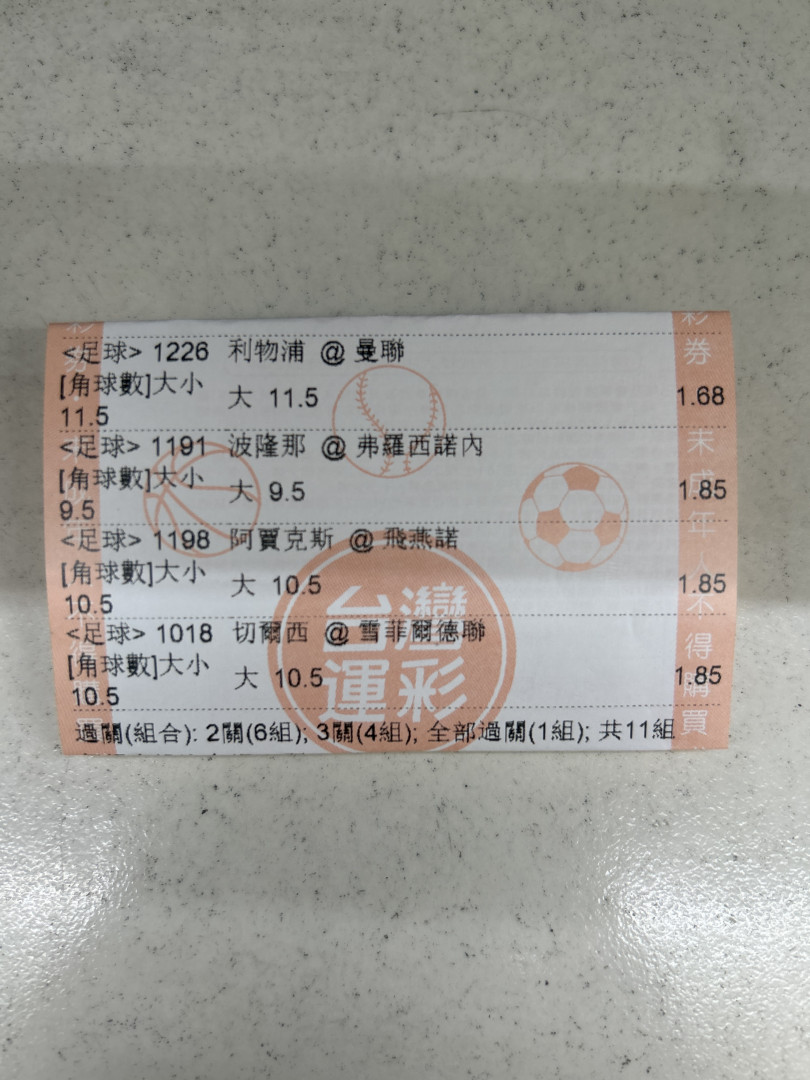 <足球> 1226 利物浦 @ 曼聯
[角球數]大小 11.5 大 11.5 1.68
<足球> 1191 波隆那 @ 弗羅西諾內
[角球數]大小 9.5 大 9.5 1.85
<足球> 1198 阿賈克斯 @ 飛燕諾
[角球數]大小 10.5 大 10.5 1.85
<足球> 1018 切爾西 @ 雪菲爾德聯
[角球數]大小 10.5 大 10.5 1.85
過關(組合): 2關(6組); 3關(4組); 全部過關(1組); 共11組
台灣
運彩
彩券 未成年人不得購買